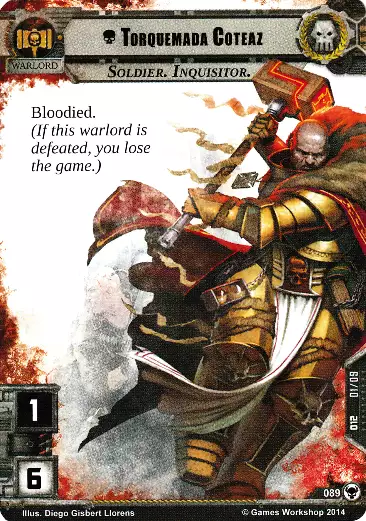 TORQUEMADA COTEAZ
WARLORD
SOLDIER. INQUISITOR.
Bloodied.
(If this warlord is
defeated, you lose
the game.)
1
6
012 01/09
089
Illus. Diego Gisbert Llorens
© Games Workshop 2014